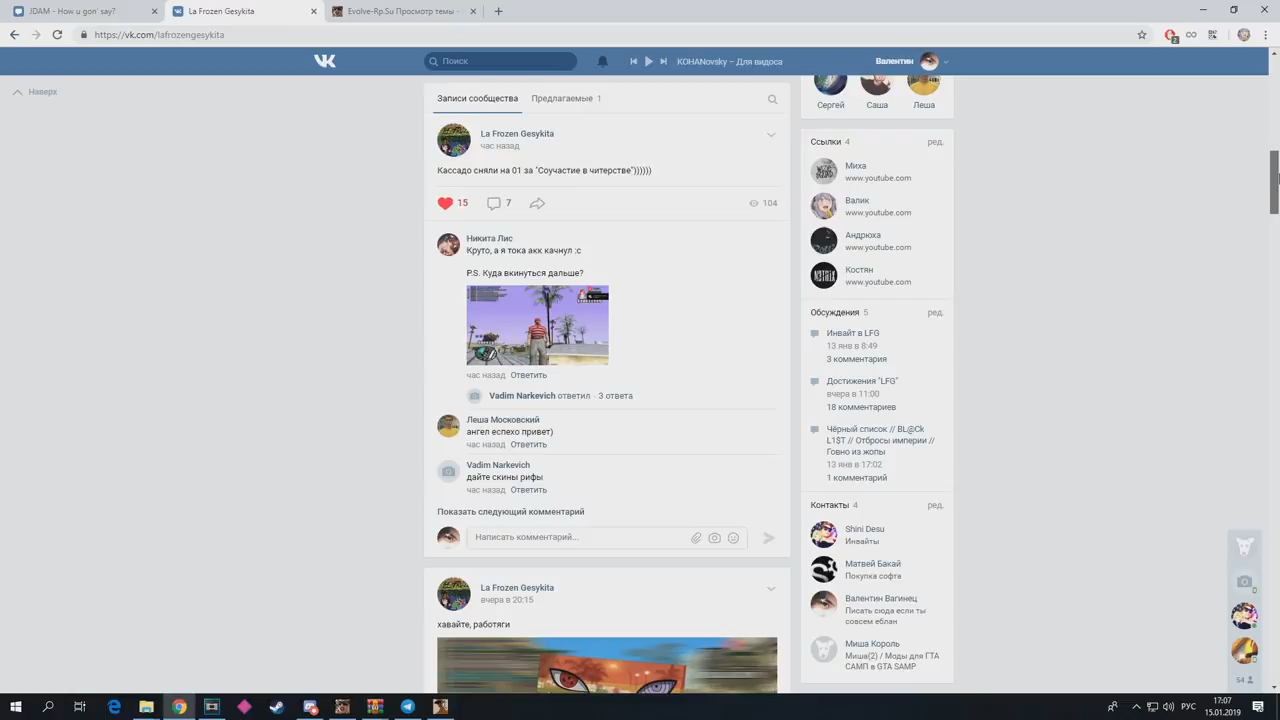 JDAM - How u gon' say?
La Frozen Gesykita
Evolve-Rp.Su Просмотр темы -
https://vk.com/lafrozengesykita
2
Поиск
KOHANovsky – Для видоса
Валентин
Наверх
Записи сообщества
Предлагаемые 1
La Frozen Gesykita
час назад
Кассадо сняли на 01 за "Соучастие в читерстве"))))))
15
7
104
Никита Лис
Круто, а я тока акк качнул :с
P.S. Куда вкинуться дальше?
час назад Ответить
Vadim Narkevich ответил · 3 ответа
Леша Московский
ангел еспехо привет)
час назад Ответить
Vadim Narkevich
дайте скины рифы
час назад Ответить
Показать следующий комментарий
Написать комментарий...
La Frozen Gesykita
вчера в 20:15
хавайте, работяги
Сергей
Саша
Леша
Ссылки 4
ред.
Миха
www.youtube.com
Валик
www.youtube.com
Андрюха
www.youtube.com
Костян
www.youtube.com
Обсуждения 5
ред.
Инвайт в LFG
13 янв в 8:49
3 комментария
Достижения "LFG"
вчера в 11:00
18 комментариев
Чёрный список // BL@Ck
L1$T // Отбросы империи //
Говно из жопы
13 янв в 17:02
1 комментарий
Контакты 4
ред.
Shini Desu
Инвайты
Матвей Бакай
Покупка софта
Валентин Вагинец
Писать сюда если ты
совсем еблан
Миша Король
Миша(2) / Моды для ГТА
САМП в GTA SAMP
54
РУС
17:07
15.01.2019